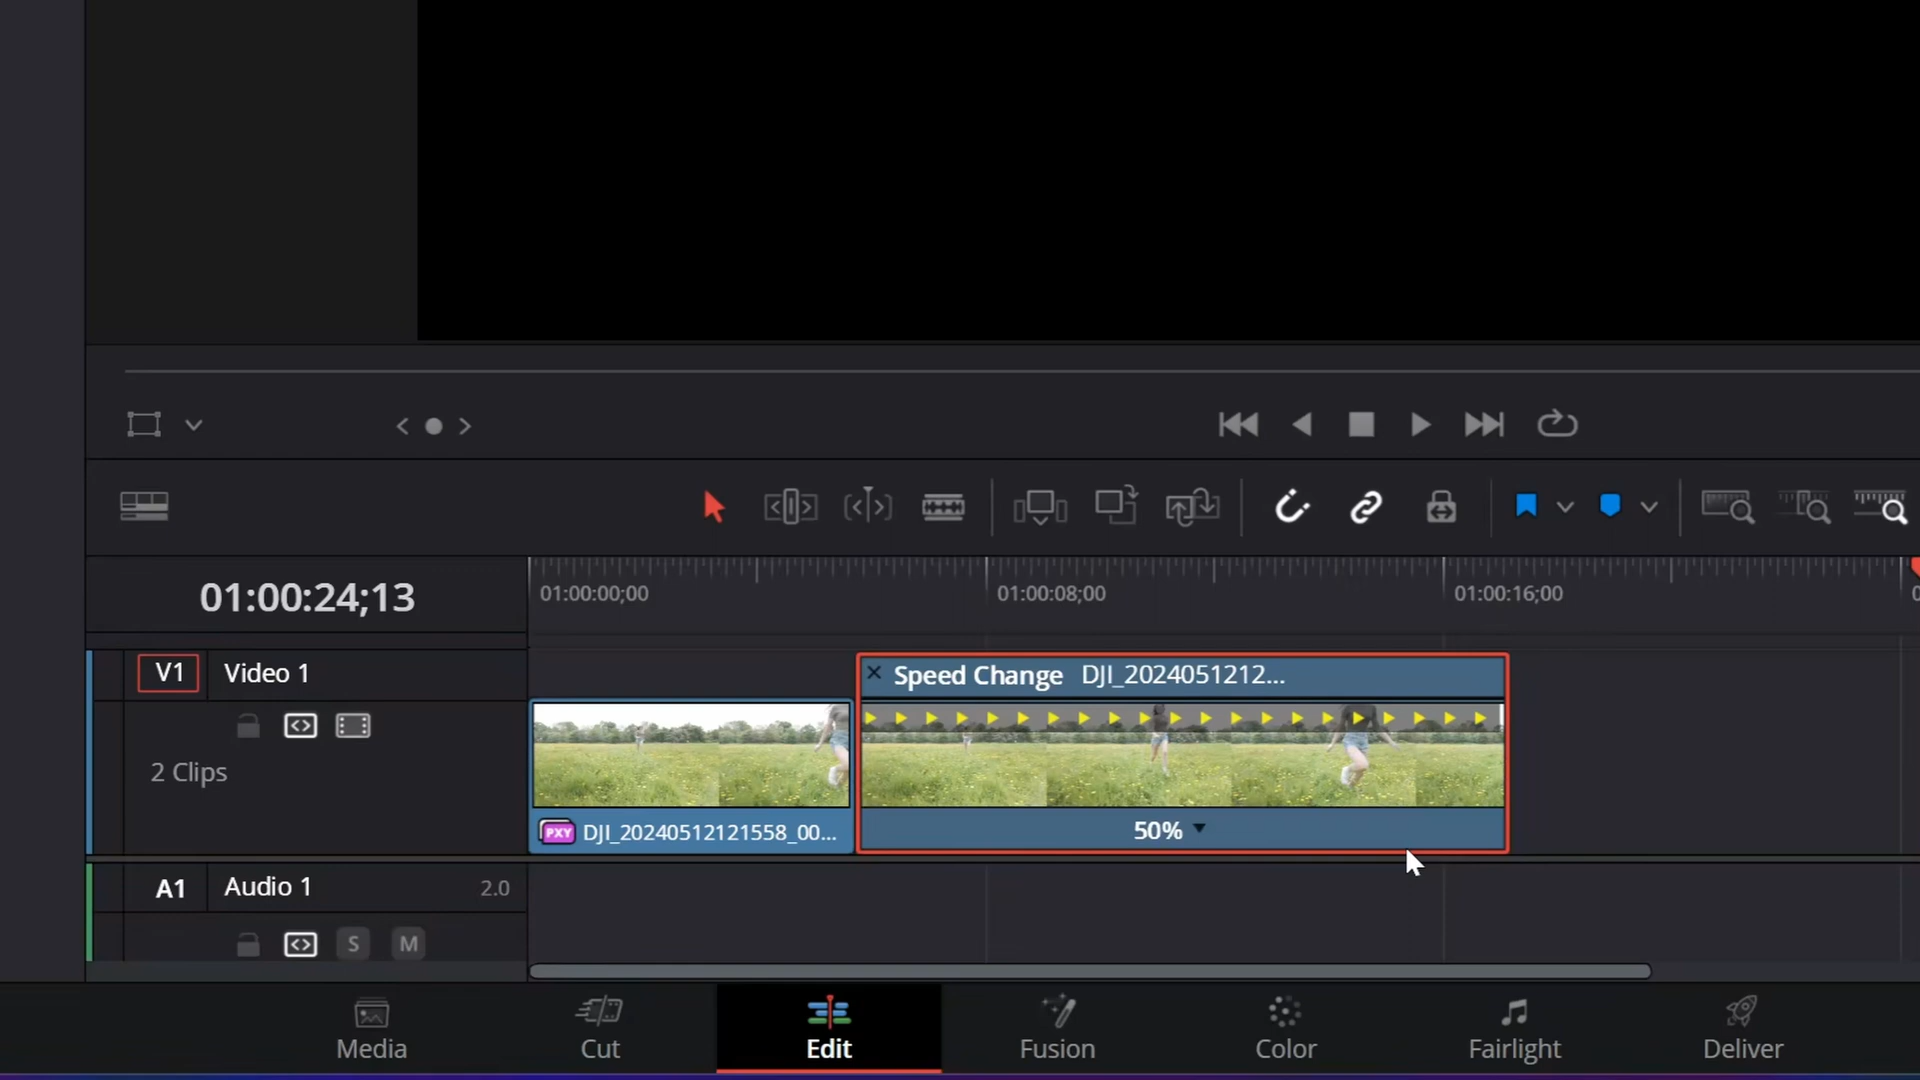 01:00:24;13
01:00:00;00
01:00:08;00
01:00:16;00
V1 Video 1
Speed Change DJI_2024051212...
2 Clips
PXY DJI_20240512121558_00...
50%
A1 Audio 1 2.0
S M
Media
Cut
Edit
Fusion
Color
Fairlight
Deliver